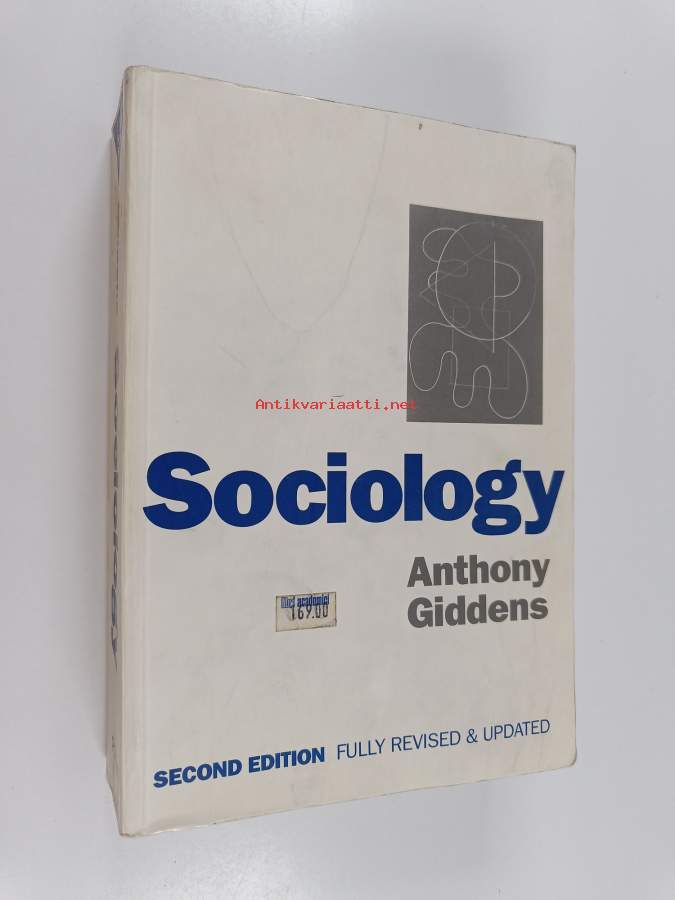 Antikvariaatti.net
Sociology
Anthony
Giddens
169.00
SECOND EDITION FULLY REVISED & UPDATED